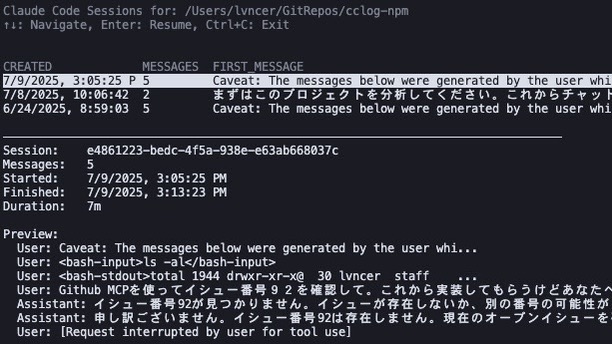 Claude Code Sessions for: /Users/lvncer/GitRepos/cclog-npm
↑↓: Navigate, Enter: Resume, Ctrl+C: Exit
CREATED MESSAGES FIRST_MESSAGE
7/9/2025, 3:05:25 P 5 Caveat: The messages below were generated by the user whi
7/8/2025, 10:06:42 2 まずはこのプロジェクトを分析してください。これからチャット
6/24/2025, 8:59:03 5 Caveat: The messages below were generated by the user whi
Session: e4861223-bedc-4f5a-938e-e63ab668037c
Messages: 5
Started: 7/9/2025, 3:05:25 PM
Finished: 7/9/2025, 3:13:23 PM
Duration: 7m
Preview:
User: Caveat: The messages below were generated by the user whi...
User: <bash-input>ls -al</bash-input>
User: <bash-stdout>total 1944 drwxr-xr-x@ 30 lvncer staff ...
User: Github MCPを使ってイシュー番号９２を確認して。これから実装してもらうけどあなたへ
Assistant: イシュー番号92が見つかりません。イシューが存在しないか、別の番号の可能性が
Assistant: 申し訳ございません。イシュー番号92は存在しません。現在のオープンイシューを
User: [Request interrupted by user for tool use]